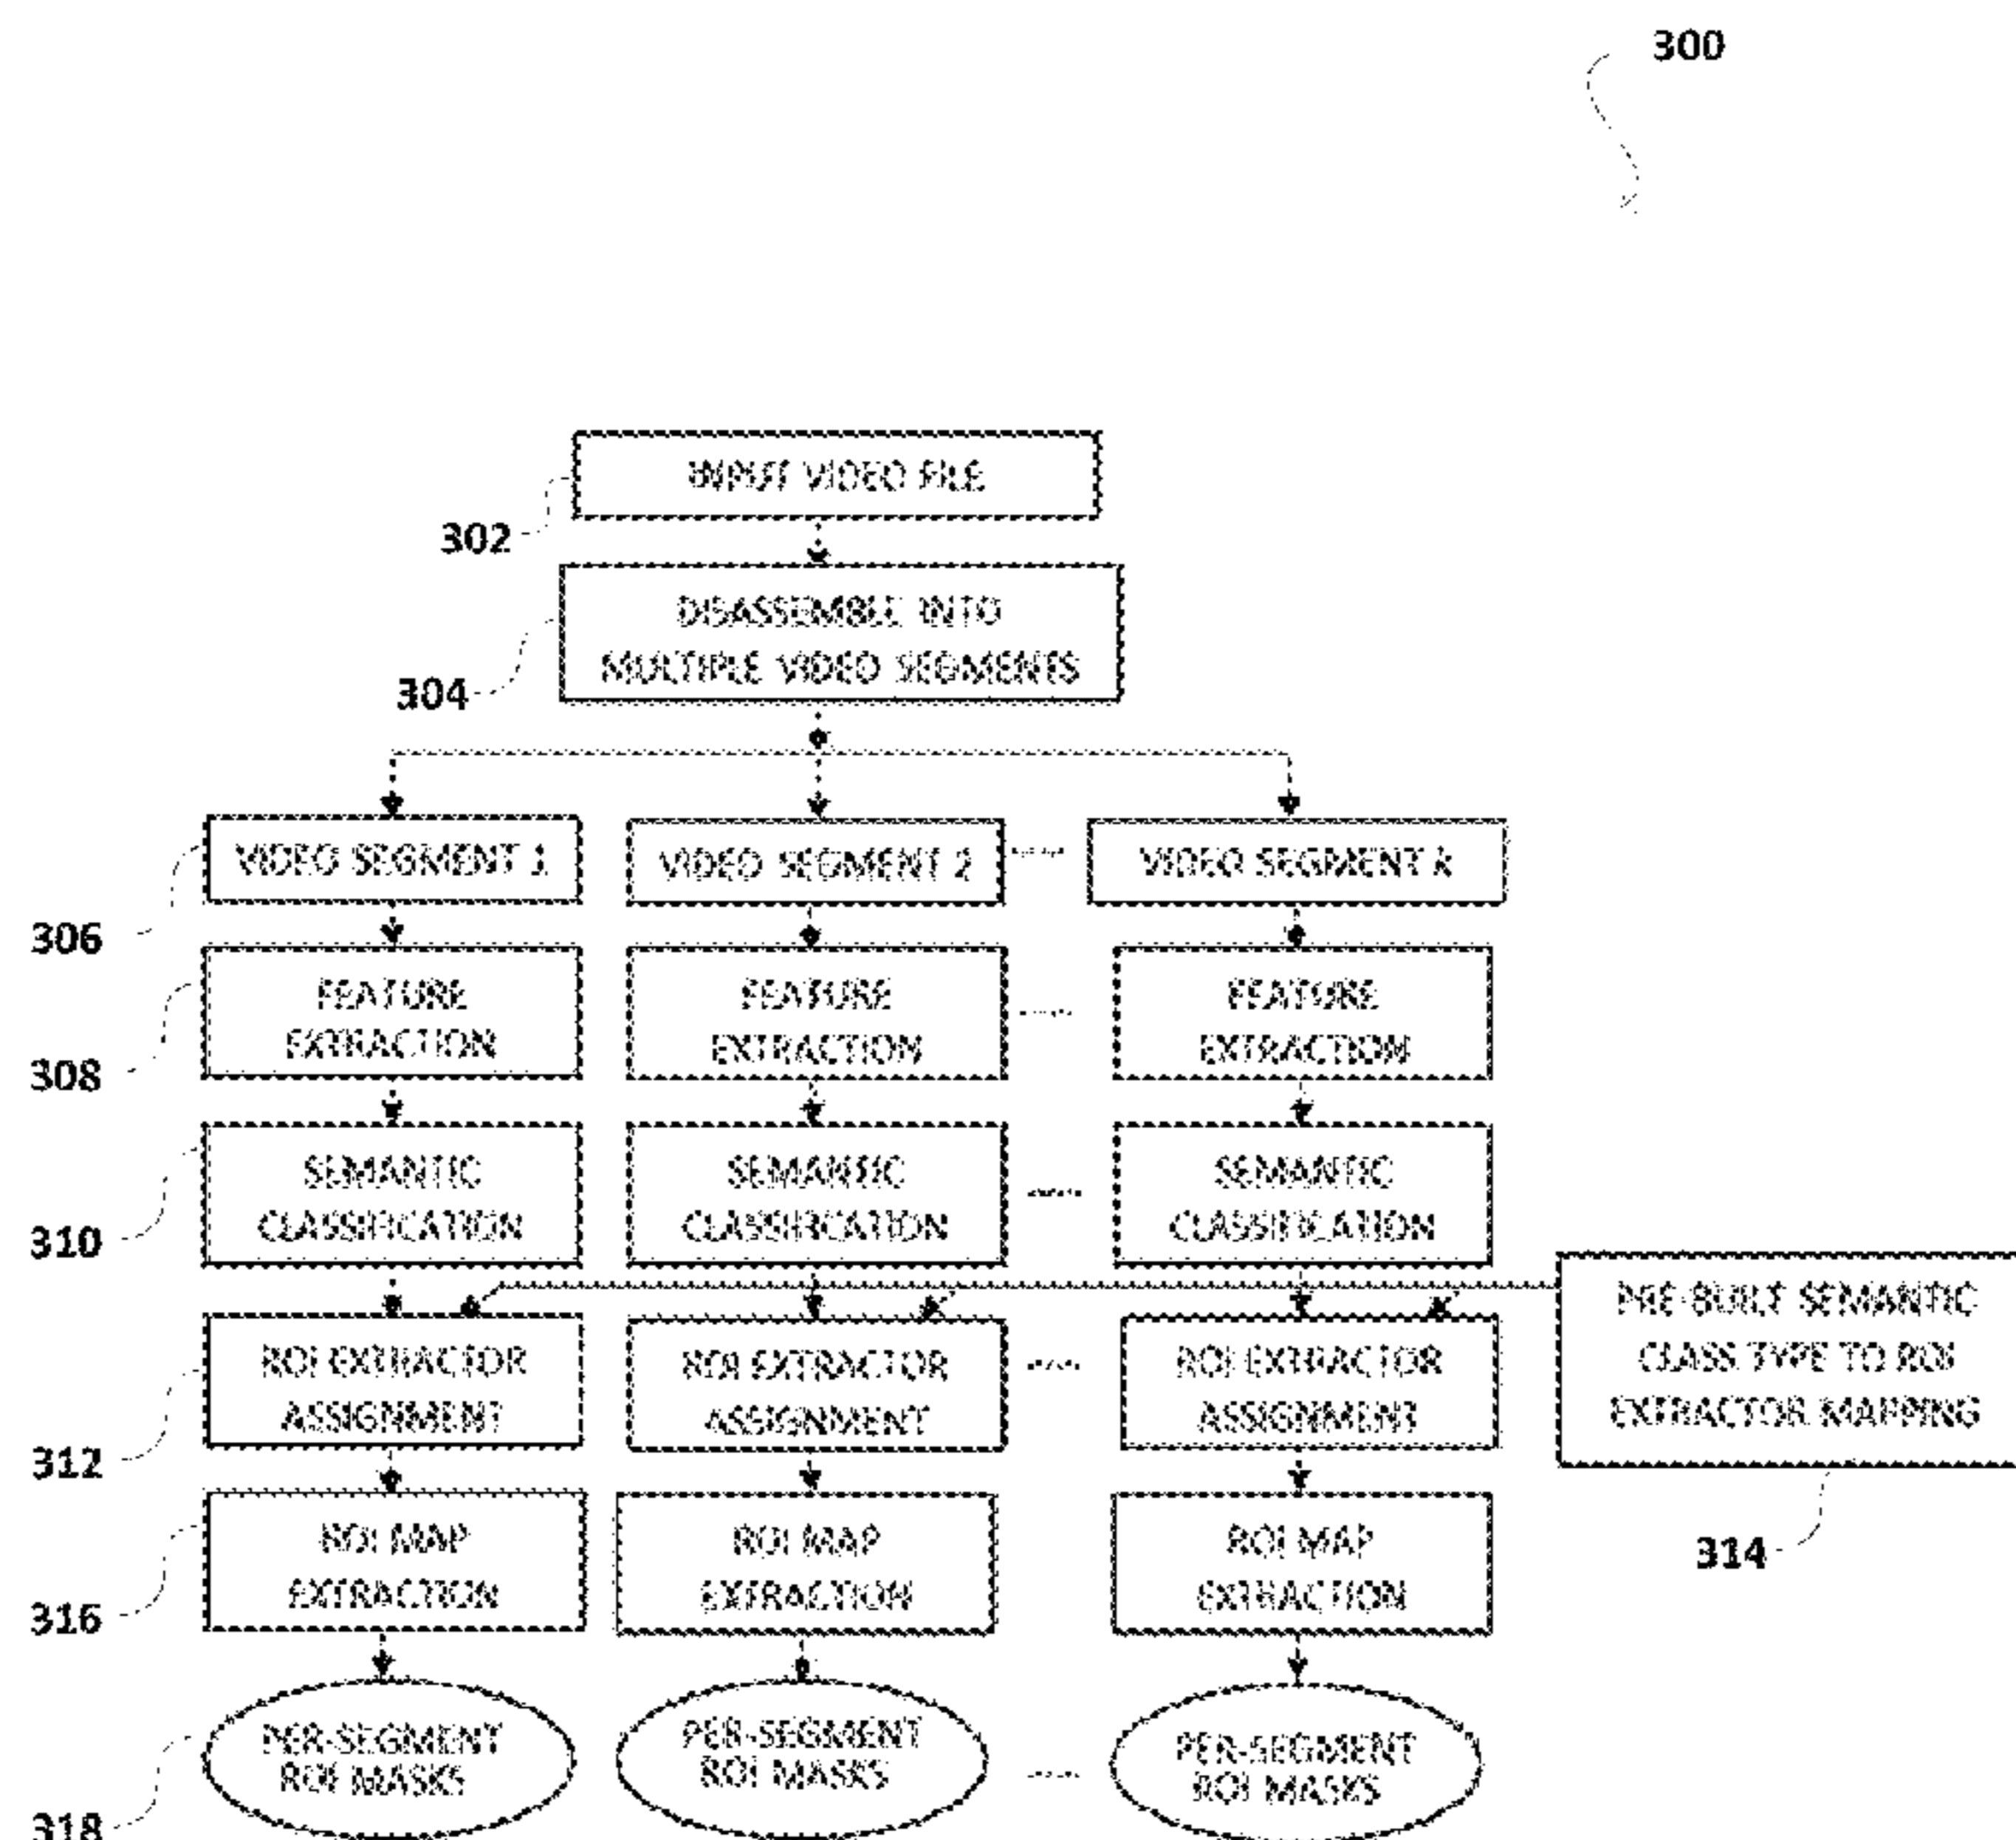 300
INPUT VIDEO FILE
302
DISASSEMBLE INTO
MULTIPLE VIDEO SEGMENTS
304
VIDEO SEGMENT 1
VIDEO SEGMENT 2
VIDEO SEGMENT k
306
FEATURE
EXTRACTION
FEATURE
EXTRACTION
FEATURE
EXTRACTION
308
SEMANTIC
CLASSIFICATION
SEMANTIC
CLASSIFICATION
SEMANTIC
CLASSIFICATION
310
PRE-BUILT SEMANTIC
CLASS TYPE TO ROI
EXTRACTOR MAPPING
ROI EXTRACTOR
ASSIGNMENT
ROI EXTRACTOR
ASSIGNMENT
ROI EXTRACTOR
ASSIGNMENT
312
314
ROI MAP
EXTRACTION
ROI MAP
EXTRACTION
ROI MAP
EXTRACTION
316
PER-SEGMENT
ROI MASKS
PER-SEGMENT
ROI MASKS
PER-SEGMENT
ROI MASKS
318